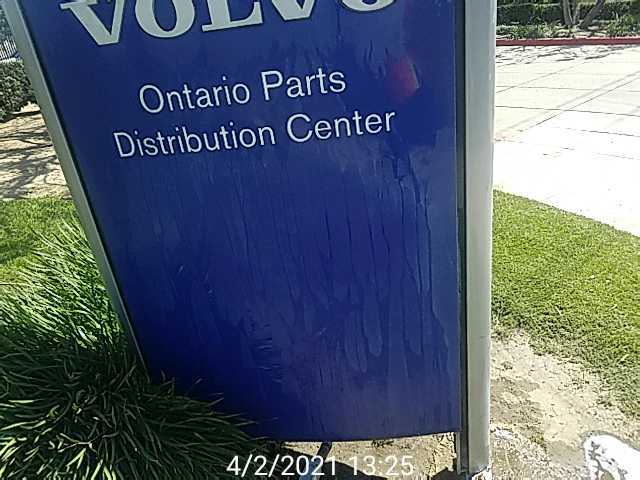 VOLVO
Ontario Parts
Distribution Center
4/2/2021 13:25